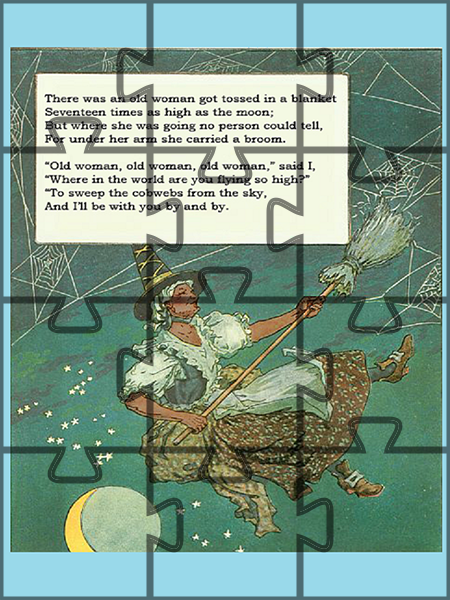 There was an old woman got tossed in a blanket
Seventeen times as high as the moon;
But where she was going no person could tell,
For under her arm she carried a broom.
“Old woman, old woman, old woman,” said I,
“Where in the world are you flying so high?”
“To sweep the cobwebs from the sky,
And I'll be with you by and by.